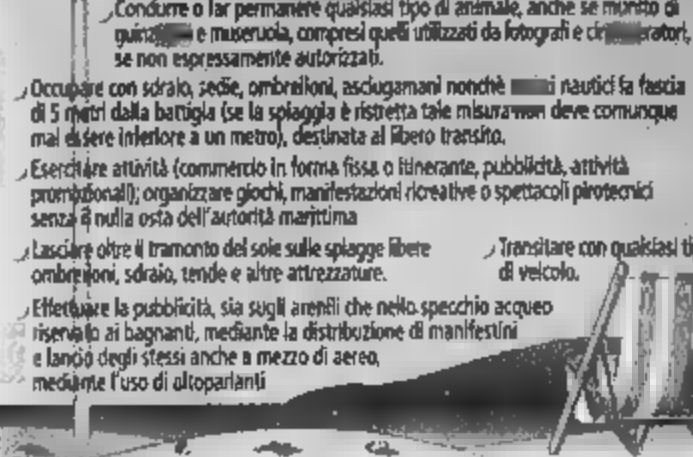 Condurre o far permanere qualsiasi tipo di animale, anche se munito di
e museruola, compresi quelli utilizzati da fotografi e
se non espressamente autorizzati.
Occupare con sdraio, sedie, ombrelloni, asciugamani nonchè nautici la fascia
di 5 metri dalla battigia (se la spiaggia è ristretta tale misura non deve comunque
mai essere inferiore a un metro), destinata al libero transito.
Esercitare attività (commercio in forma fissa o itinerante, pubblicità, attività
promozionali); organizzare giochi, manifestazioni ricreative o spettacoli pirotecnici
senza il nulla osta dell'autorità marittima
Lasciare oltre il tramonto del sole sulle spiagge libere
ombrelloni, sdraio, tende e altre attrezzature.
Transitare con qualsiasi ti
di veicolo.
Effettuare la pubblicità, sia sugli arenili che nello specchio acqueo
riservato ai bagnanti, mediante la distribuzione di manifestini
e lancio degli stessi anche a mezzo di aereo,
mediante l'uso di altoparlanti